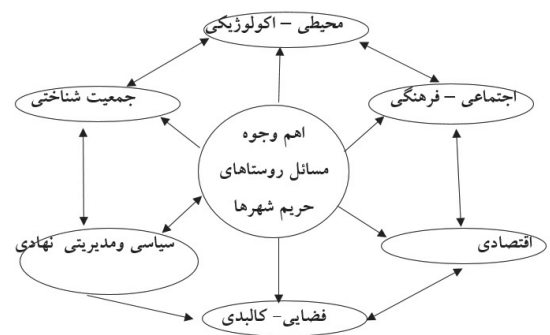 محیطی – اکولوژیکی
جمعیت شناختی
اجتماعی – فرهنگی
اهم وجوه
مسائل روستاهای
حریم شهرها
سیاسی ومدیریتی نهادی
اقتصادی
فضایی- کالبدی